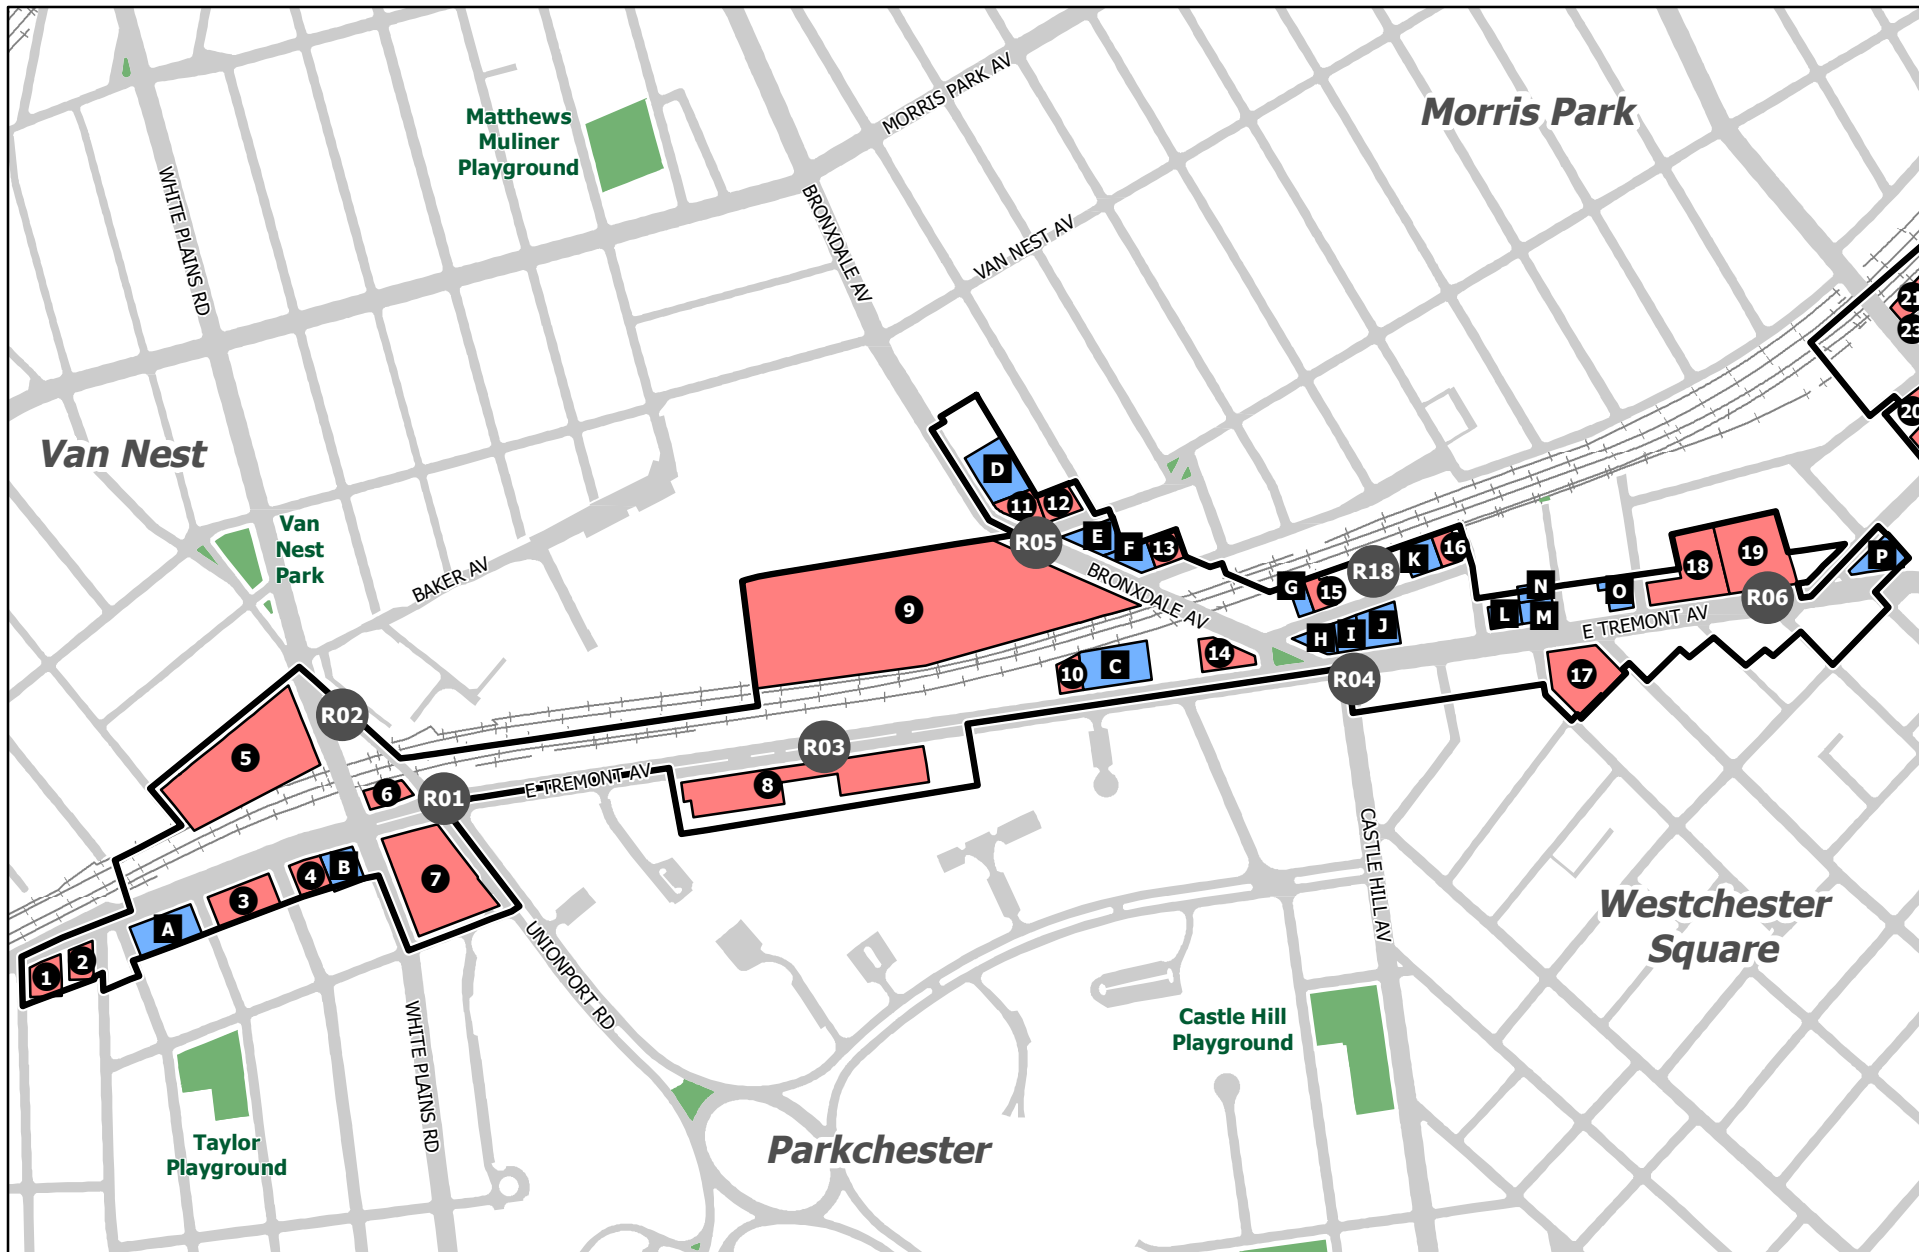 MORRIS PARK AV
Morris Park
Matthews
Muliner
Playground
WHITE PLAINS RD
BRONXDALE AV
VAN NEST AV
21
23
20
Van Nest
Van
Nest
Park
BAKER AV
D
11
12
R05
E
F
13
BRONXDALE AV
9
G
15
R18
K
16
H
I
J
L
N
M
O
18
19
R06
P
E TREMONT AV
10
C
14
R04
17
5
R02
6
R01
E TREMONT AV
R03
8
7
4
B
3
A
2
1
UNIONPORT RD
CASTLE HILL AV
Westchester
Square
WHITE PLAINS RD
Castle Hill
Playground
Taylor
Playground
Parkchester